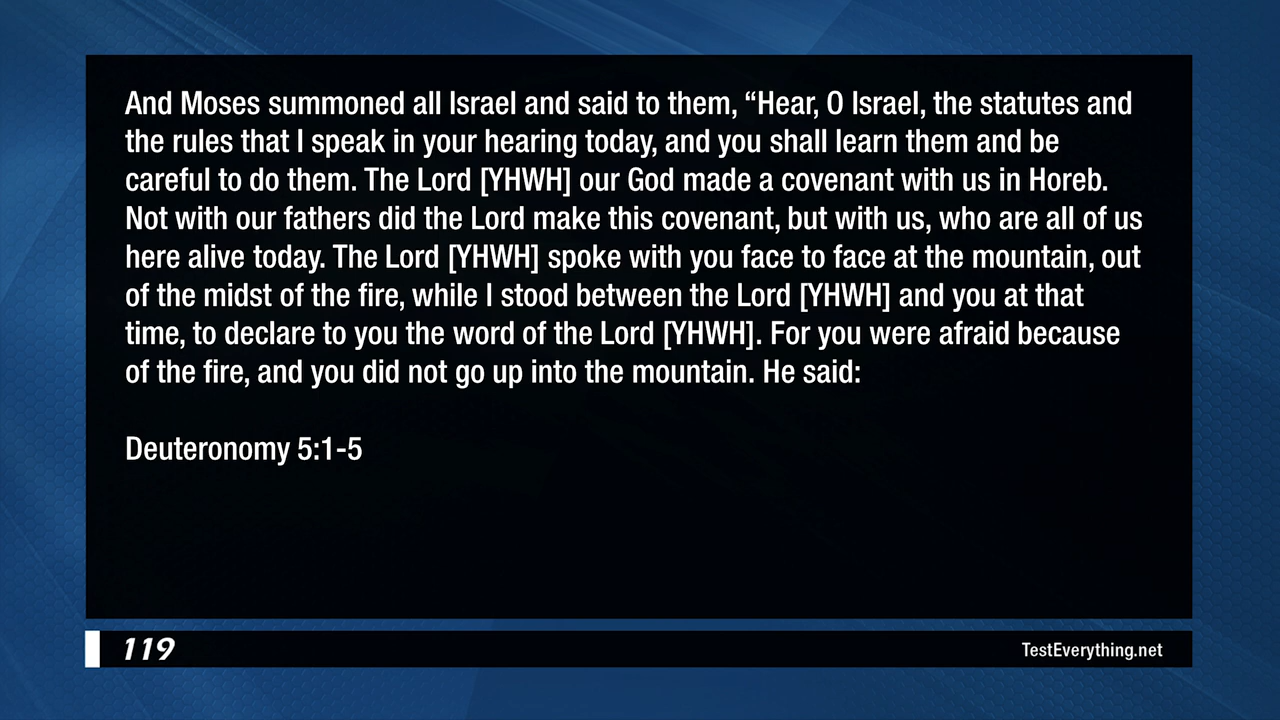 And Moses summoned all Israel and said to them, “Hear, O Israel, the statutes and
the rules that I speak in your hearing today, and you shall learn them and be
careful to do them. The Lord [YHWH] our God made a covenant with us in Horeb.
Not with our fathers did the Lord make this covenant, but with us, who are all of us
here alive today. The Lord [YHWH] spoke with you face to face at the mountain, out
of the midst of the fire, while I stood between the Lord [YHWH] and you at that
time, to declare to you the word of the Lord [YHWH]. For you were afraid because
of the fire, and you did not go up into the mountain. He said:
Deuteronomy 5:1-5
119
TestEverything.net